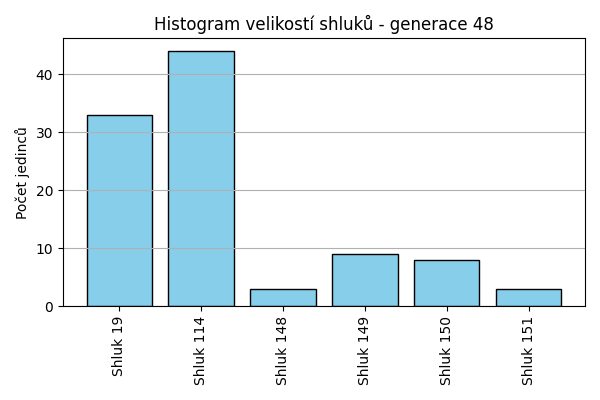 Histogram velikostí shluků - generace 48
Počet jedinců
40
30
20
10
0
Shluk 19
Shluk 114
Shluk 148
Shluk 149
Shluk 150
Shluk 151